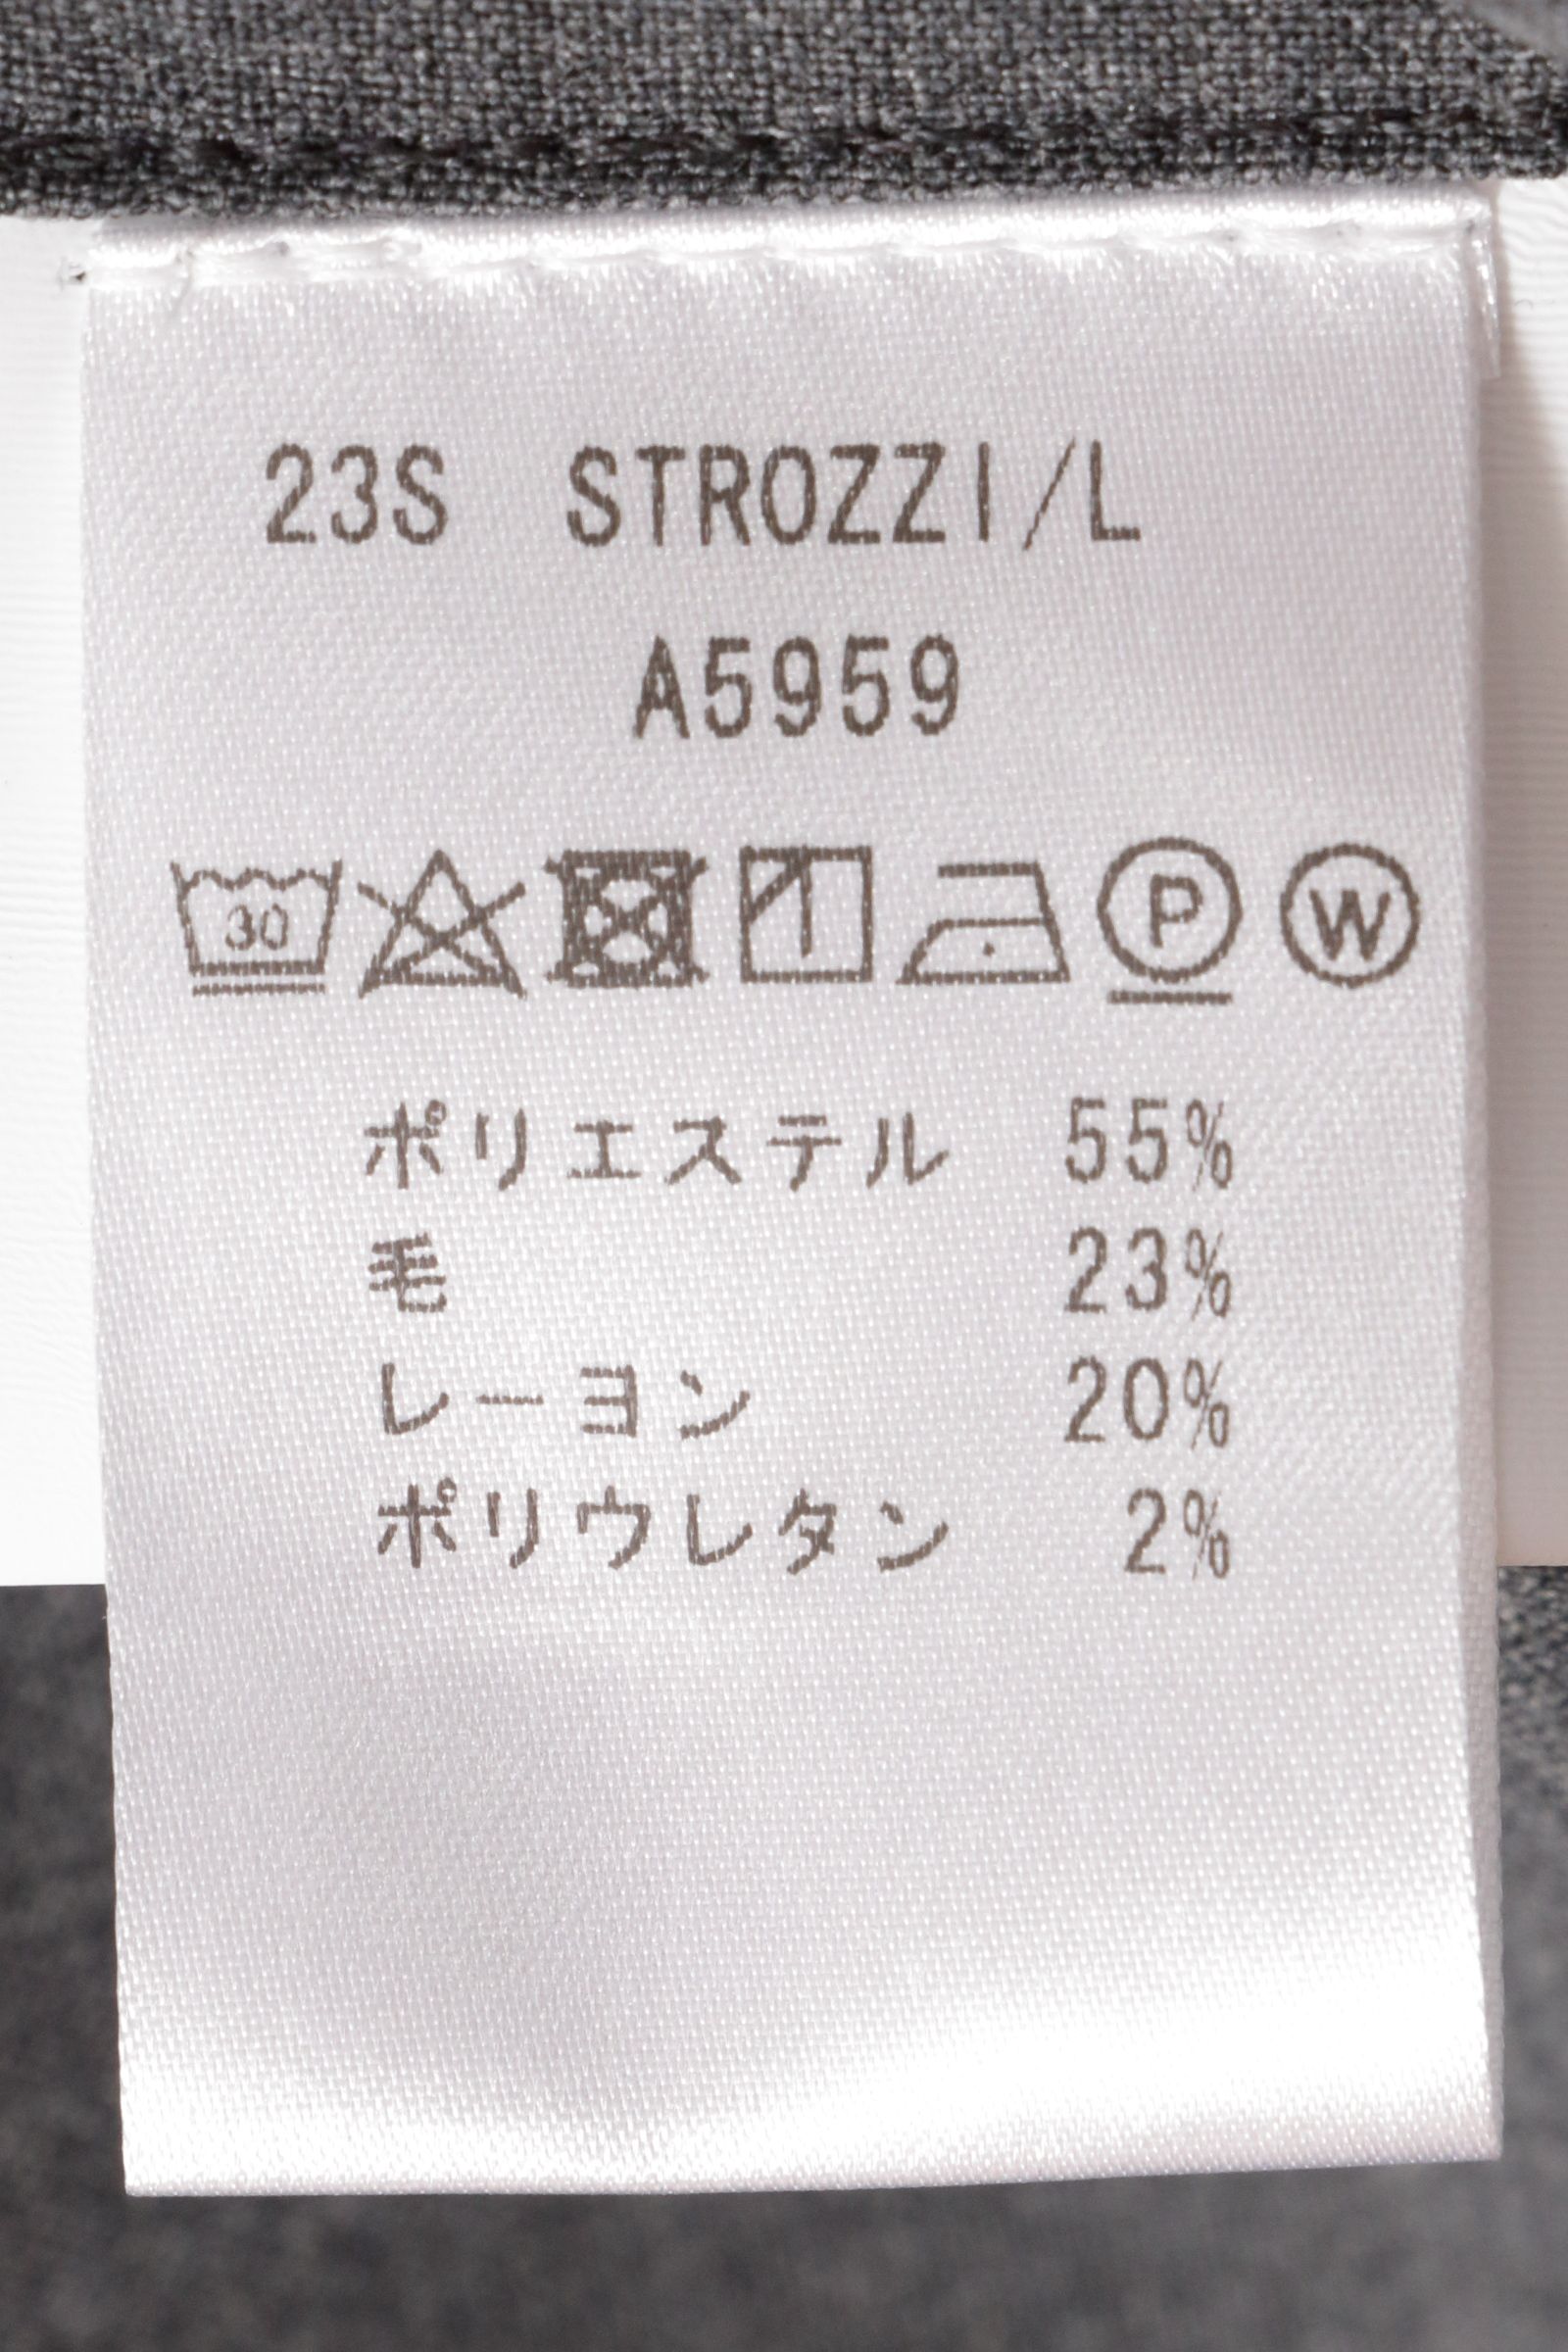 23S STROZZI/L
A5959
30 P W
ポリエステル 55%
毛 23%
レーヨン 20%
ポリウレタン 2%